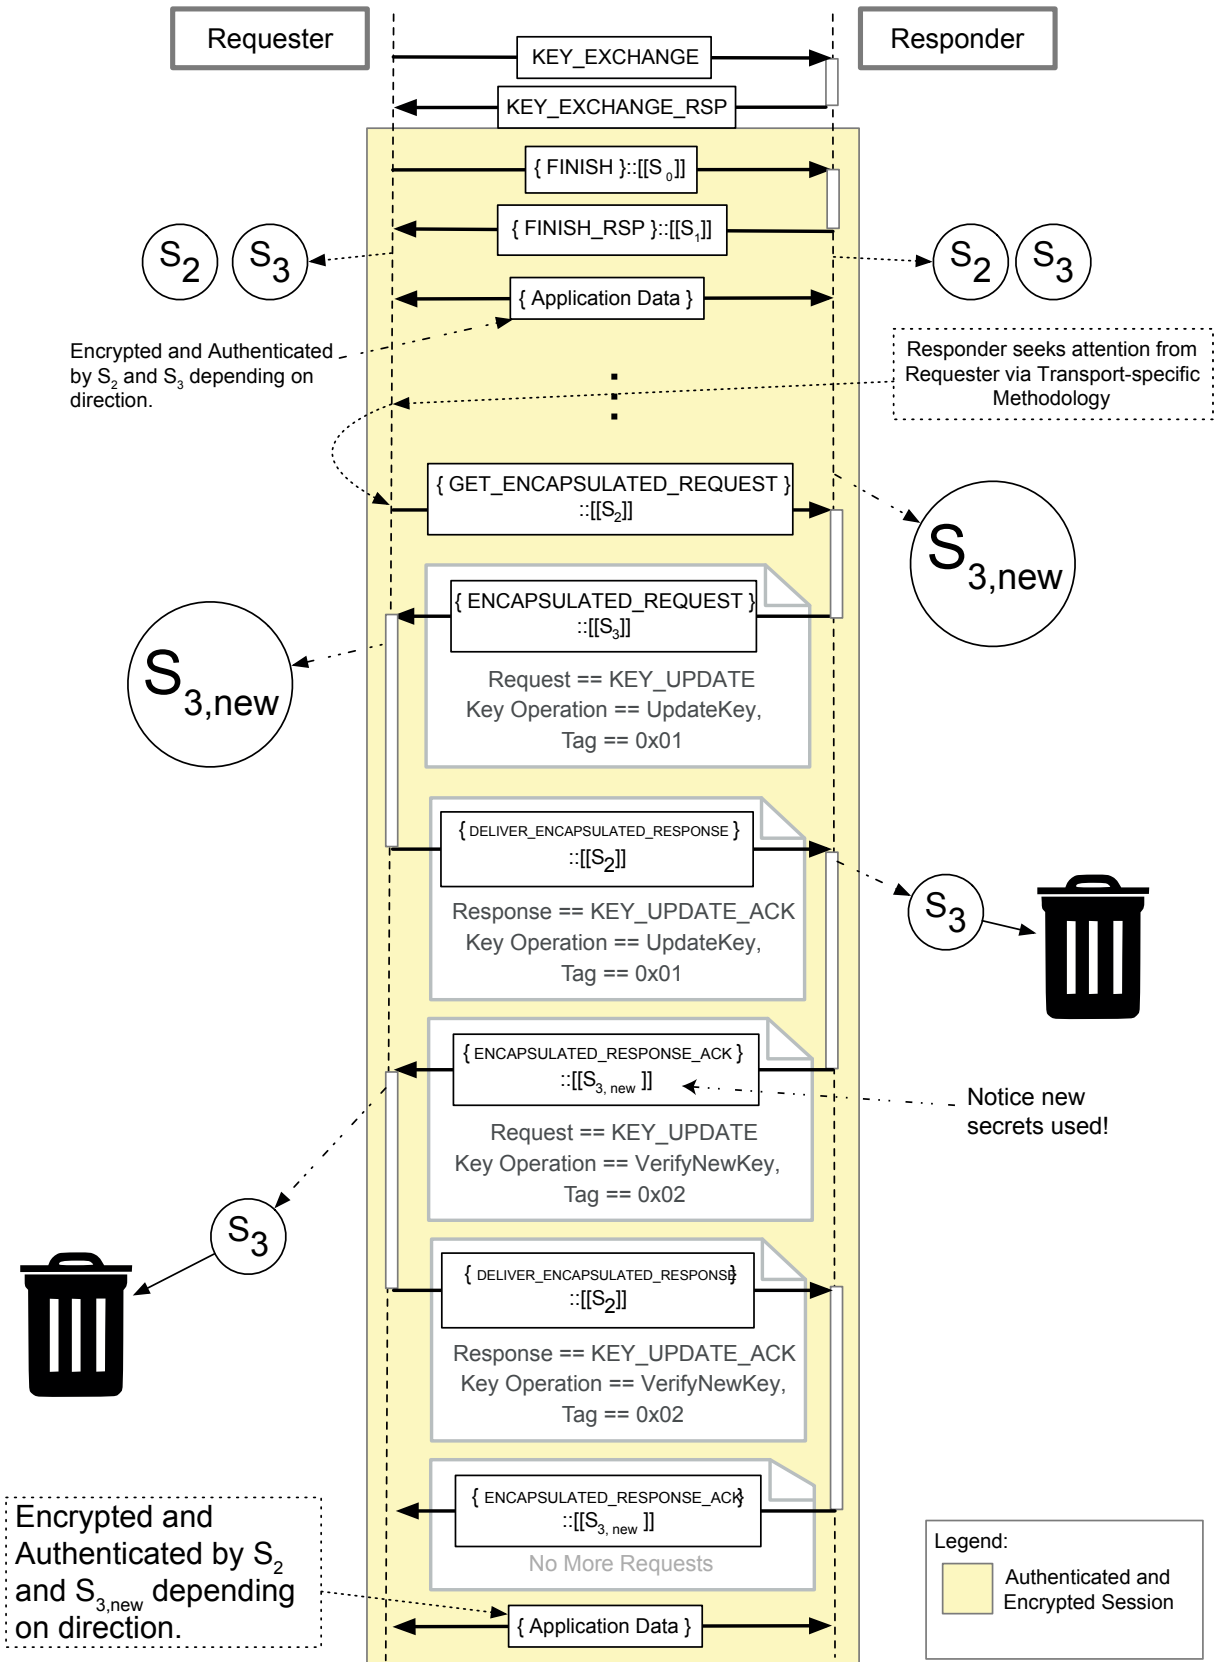 Requester
Responder
KEY_EXCHANGE
KEY_EXCHANGE_RSP
{ FINISH }::[[S0]]
{ FINISH_RSP }::[[S1]]
S2
S3
S2
S3
{ Application Data }
Encrypted and Authenticated
by S2 and S3 depending on
direction.
Responder seeks attention from
Requester via Transport-specific
Methodology
{ GET_ENCAPSULATED_REQUEST }
::[[S2]]
S3,new
{ ENCAPSULATED_REQUEST }
::[[S3]]
S3,new
Request == KEY_UPDATE
Key Operation == UpdateKey,
Tag == 0x01
{ DELIVER_ENCAPSULATED_RESPONSE }
::[[S2]]
S3
Response == KEY_UPDATE_ACK
Key Operation == UpdateKey,
Tag == 0x01
{ ENCAPSULATED_RESPONSE_ACK }
::[[S3, new ]]
Notice new
secrets used!
Request == KEY_UPDATE
Key Operation == VerifyNewKey,
Tag == 0x02
S3
{ DELIVER_ENCAPSULATED_RESPONSE }
::[[S2]]
Response == KEY_UPDATE_ACK
Key Operation == VerifyNewKey,
Tag == 0x02
{ ENCAPSULATED_RESPONSE_ACK }
::[[S3, new ]]
No More Requests
Encrypted and
Authenticated by S2
and S3,new depending
on direction.
{ Application Data }
Legend:
Authenticated and
Encrypted Session